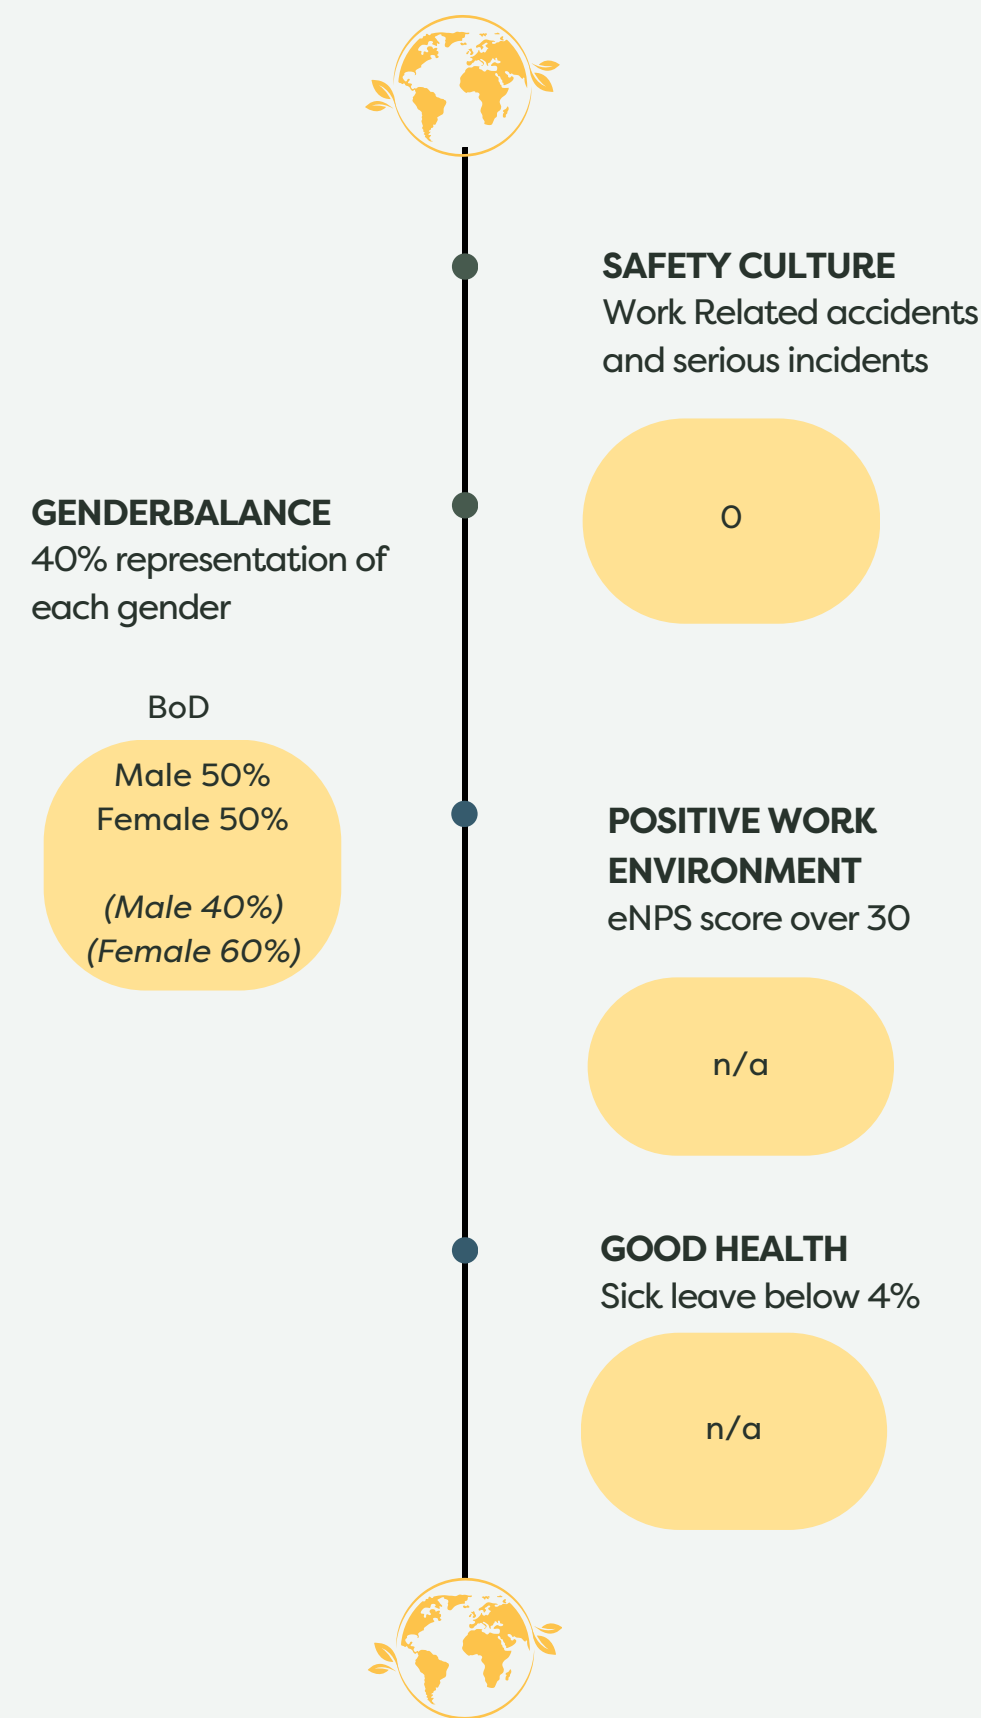 SAFETY CULTURE
Work Related accidents
and serious incidents
0
GENDERBALANCE
40% representation of
each gender
BoD
Male 50%
Female 50%
(Male 40%)
(Female 60%)
POSITIVE WORK
ENVIRONMENT
eNPS score over 30
n/a
GOOD HEALTH
Sick leave below 4%
n/a